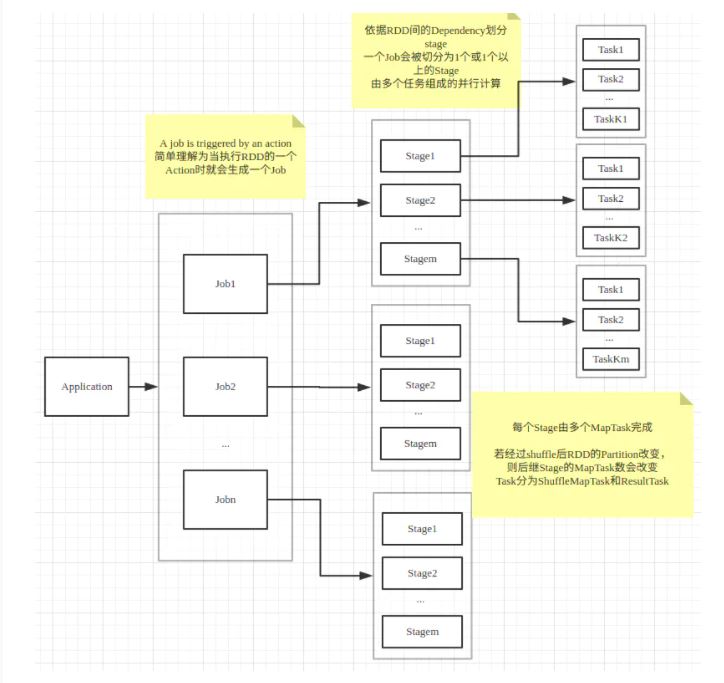 依据RDD间的Dependency划分
stage
一个Job会被切分为1个或1个以
上的Stage
由多个任务组成的并行计算
A job is triggered by an action
简单理解为当执行RDD的一个
Action时就会生成一个Job
Application
Job1
Job2
...
Jobn
Stage1
Stage2
...
Stagem
Stage1
Stage2
...
Stagem
Stage1
Stage2
...
Stagem
Task1
Task2
...
TaskK1
Task1
Task2
...
TaskK2
Task1
Task2
...
TaskKm
每个Stage由多个MapTask完成
若经过shuffle后RDD的Partition改变，
则后继Stage的MapTask数会改变
Task分为ShuffleMapTask和ResultTask